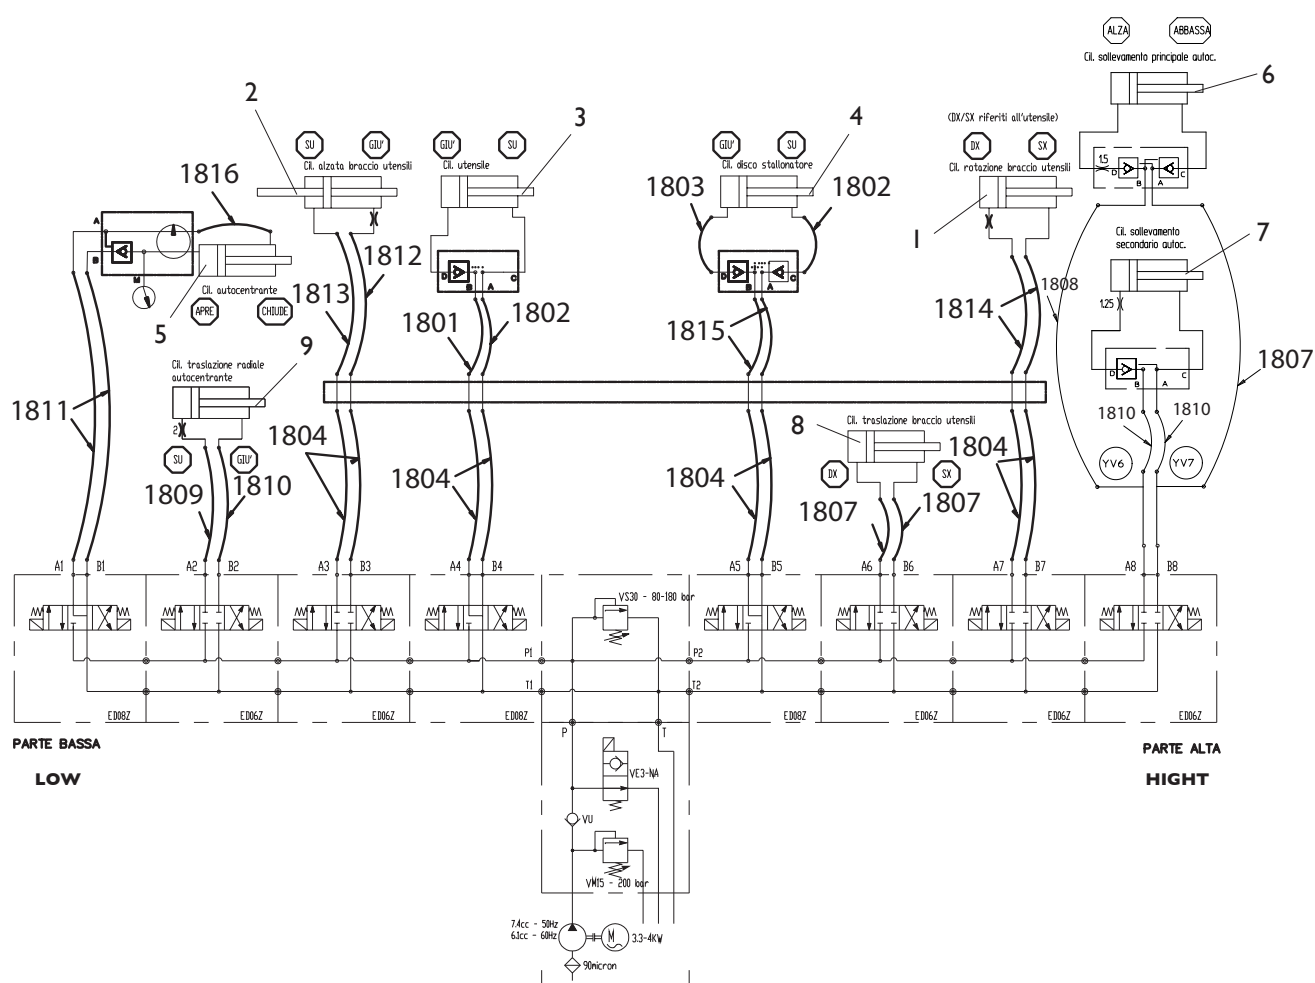 ALZA ABBASSA
Cil. sollevamento principale autoc.
6
2
3
4
(DX/SX riferiti all'utensile)
SU GIU'
GIU' SU
GIU' SU
DX SX
Cil. alzata braccio utensili
Cil. utensile
Cil. disco stallonatore
Cil. rotazione braccio utensili
1.5
D B A C
1816
1803
1802
1
A
B
M
5
Cil. autocentrante
APRE CHIUDE
1813
1812
D B A C
1801
1802
D B A C
1815
1814
1808
Cil. sollevamento
secondario autoc.
7
1.25
D B A C
1807
1810
1810
YV6 YV7
9
Cil. traslazione radiale
autocentrante
2
SU GIU'
1811
1809
1810
1804
1804
1804
8
Cil. traslazione braccio utensili
DX SX
1807
1807
1804
A1 B1 A2 B2 A3 B3 A4 B4 A5 B5 A6 B6 A7 B7 A8 B8
VS30 - 80-180 bar
P1 P2
T1 T2
ED08Z ED06Z ED06Z ED08Z ED08Z ED06Z ED06Z ED06Z
P T
PARTE BASSA
LOW
PARTE ALTA
HIGHT
VE3-NA
VU
VM15 - 200 bar
7.4cc - 50Hz
6.1cc - 60Hz
M
3.3-4KW
90micron